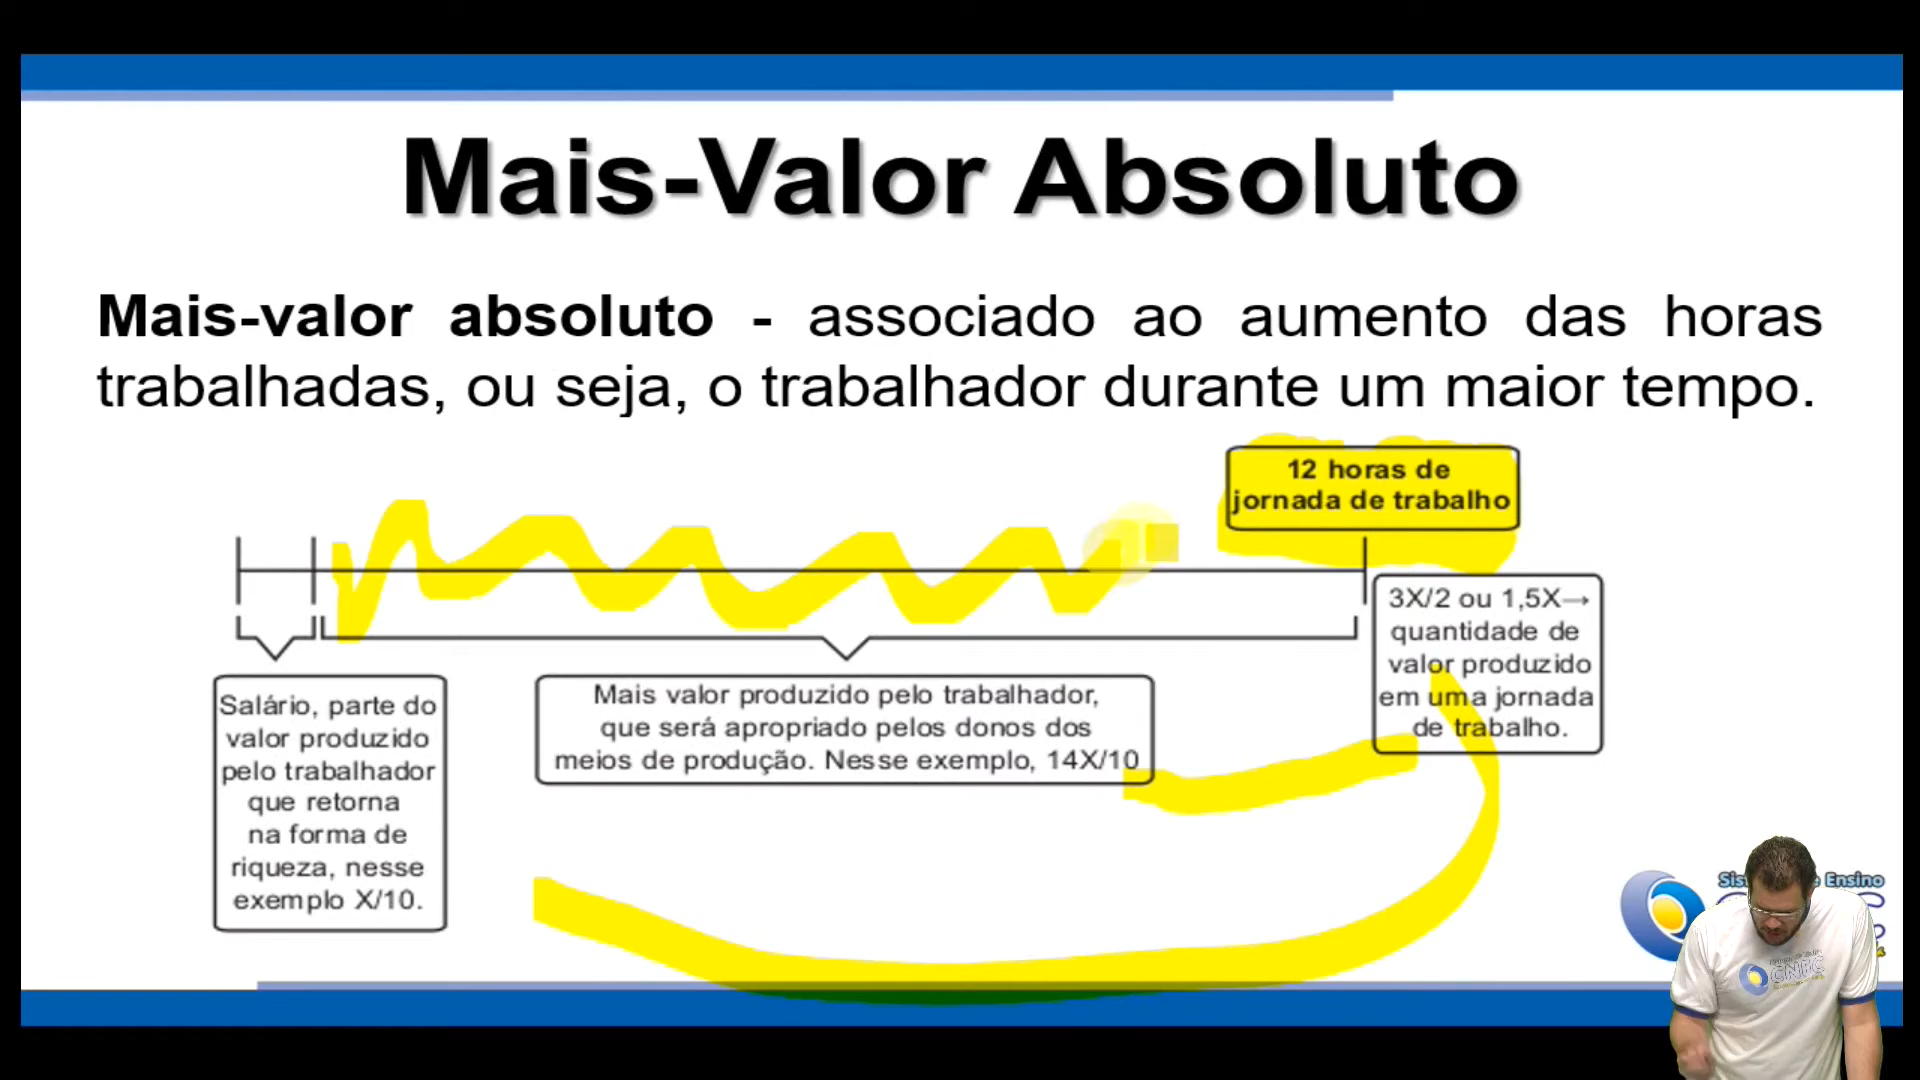 Mais-Valor Absoluto
Mais-valor absoluto - associado ao aumento das horas
trabalhadas, ou seja, o trabalhador durante um maior tempo.
12 horas de
jornada de trabalho
3X/2 ou 1,5X→
quantidade de
valor produzido
em uma jornada
de trabalho.
Salário, parte do
valor produzido
pelo trabalhador
que retorna
na forma de
riqueza, nesse
exemplo X/10.
Mais valor produzido pelo trabalhador,
que será apropriado pelos donos dos
meios de produção. Nesse exemplo, 14X/10
Ensino
CNEC